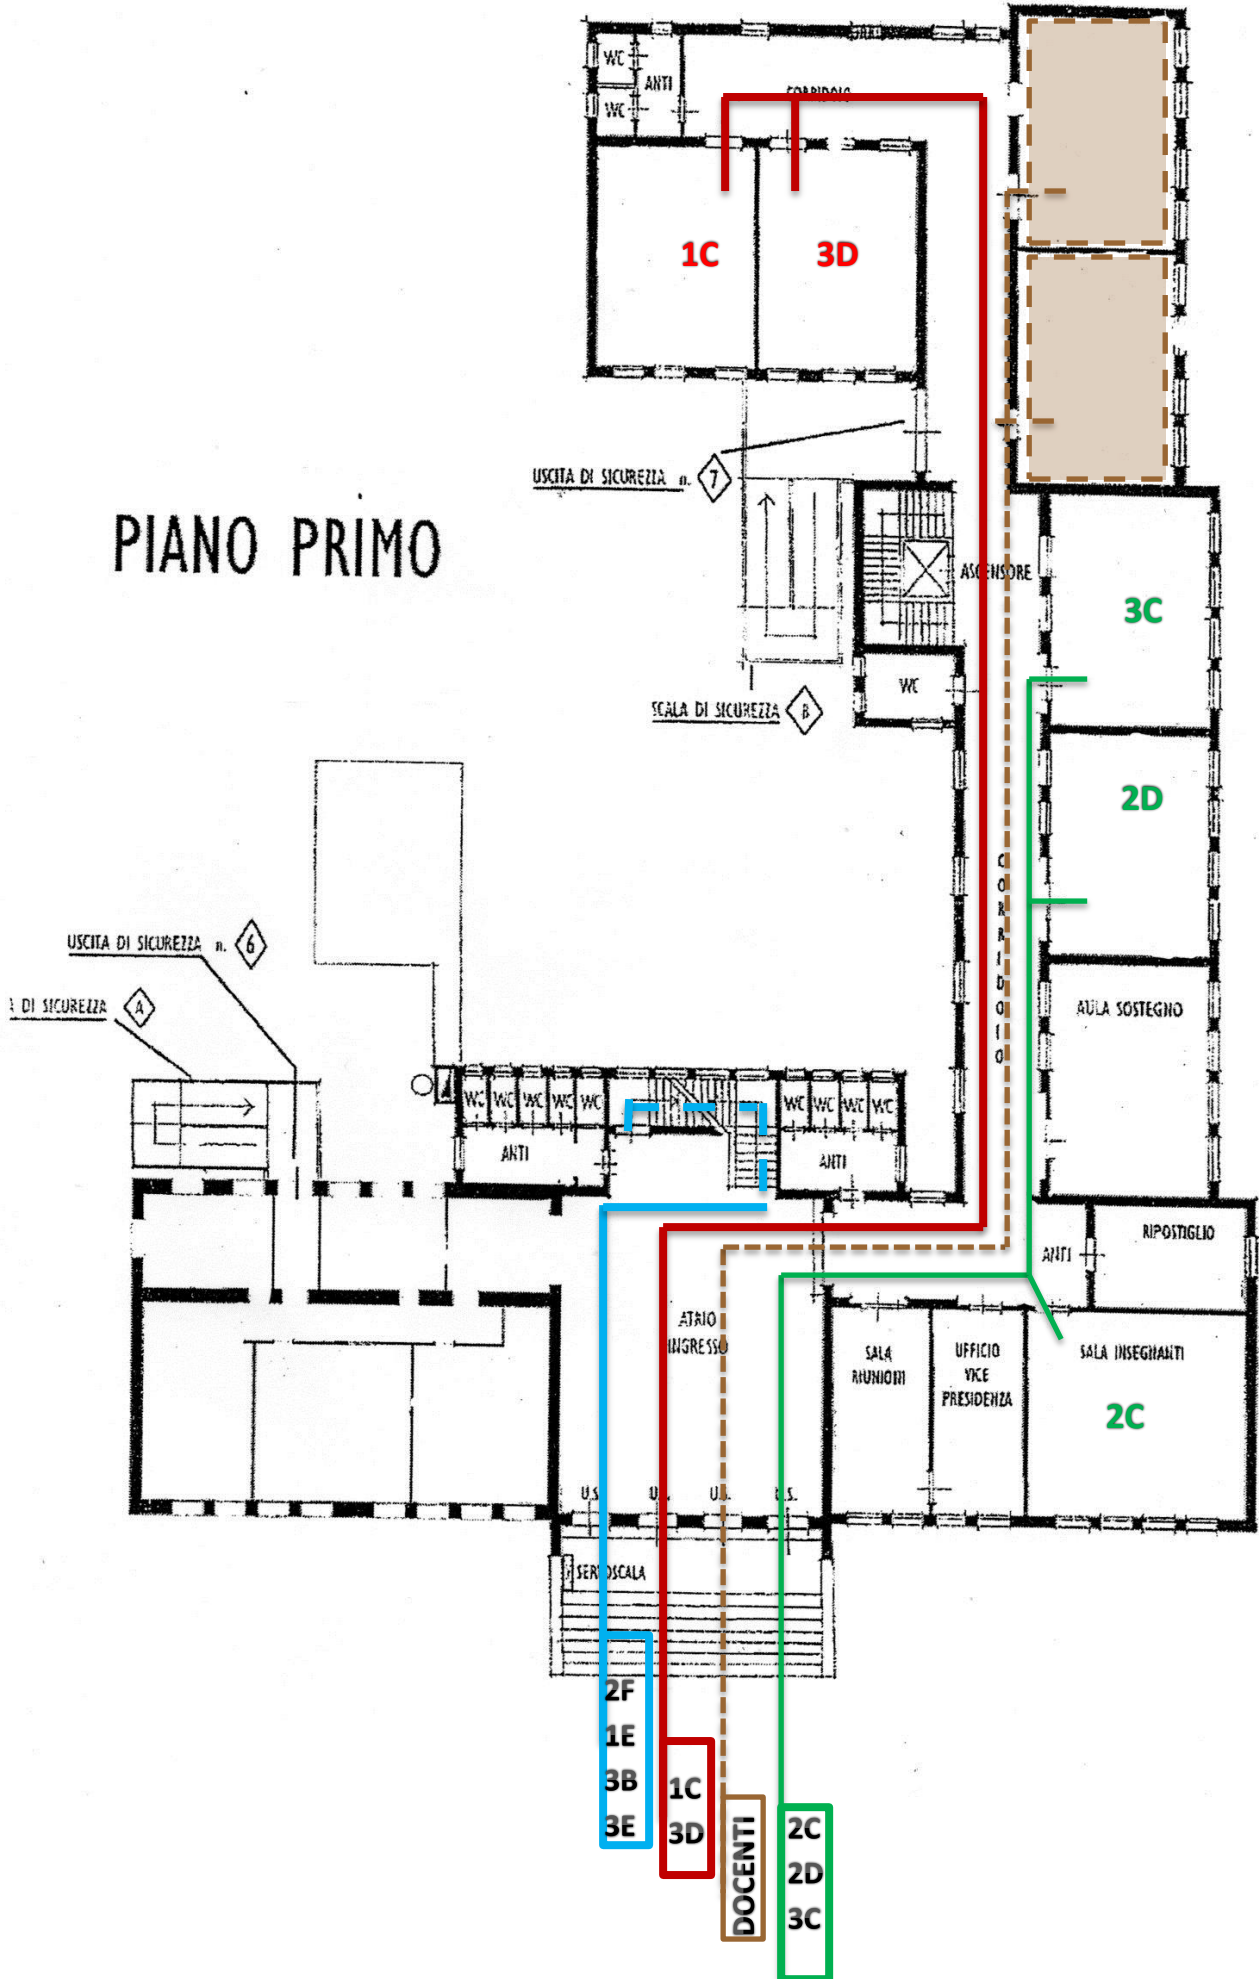 WC
ANTI
WC
CORRIDOIO
1C
3D
USCITA DI SICUREZZA n. 7
PIANO PRIMO
ASCENSORE
3C
WC
SCALA DI SICUREZZA B
2D
CORRIDOIO
USCITA DI SICUREZZA n. 6
DI SICUREZZA A
AULA SOSTEGNO
WC WC WC WC WC
WC WC WC WC
ANTI
ANTI
RIPOSTIGLIO
ANTI
ATRIO
INGRESSO
SALA
RIUNIONI
UFFICIO
VICE
PRESIDENZA
SALA INSEGNANTI
2C
U.S. U.S. U.S.
SERVOSCALA
2F
1E
3B
3E
1C
3D
DOCENTI
2C
2D
3C